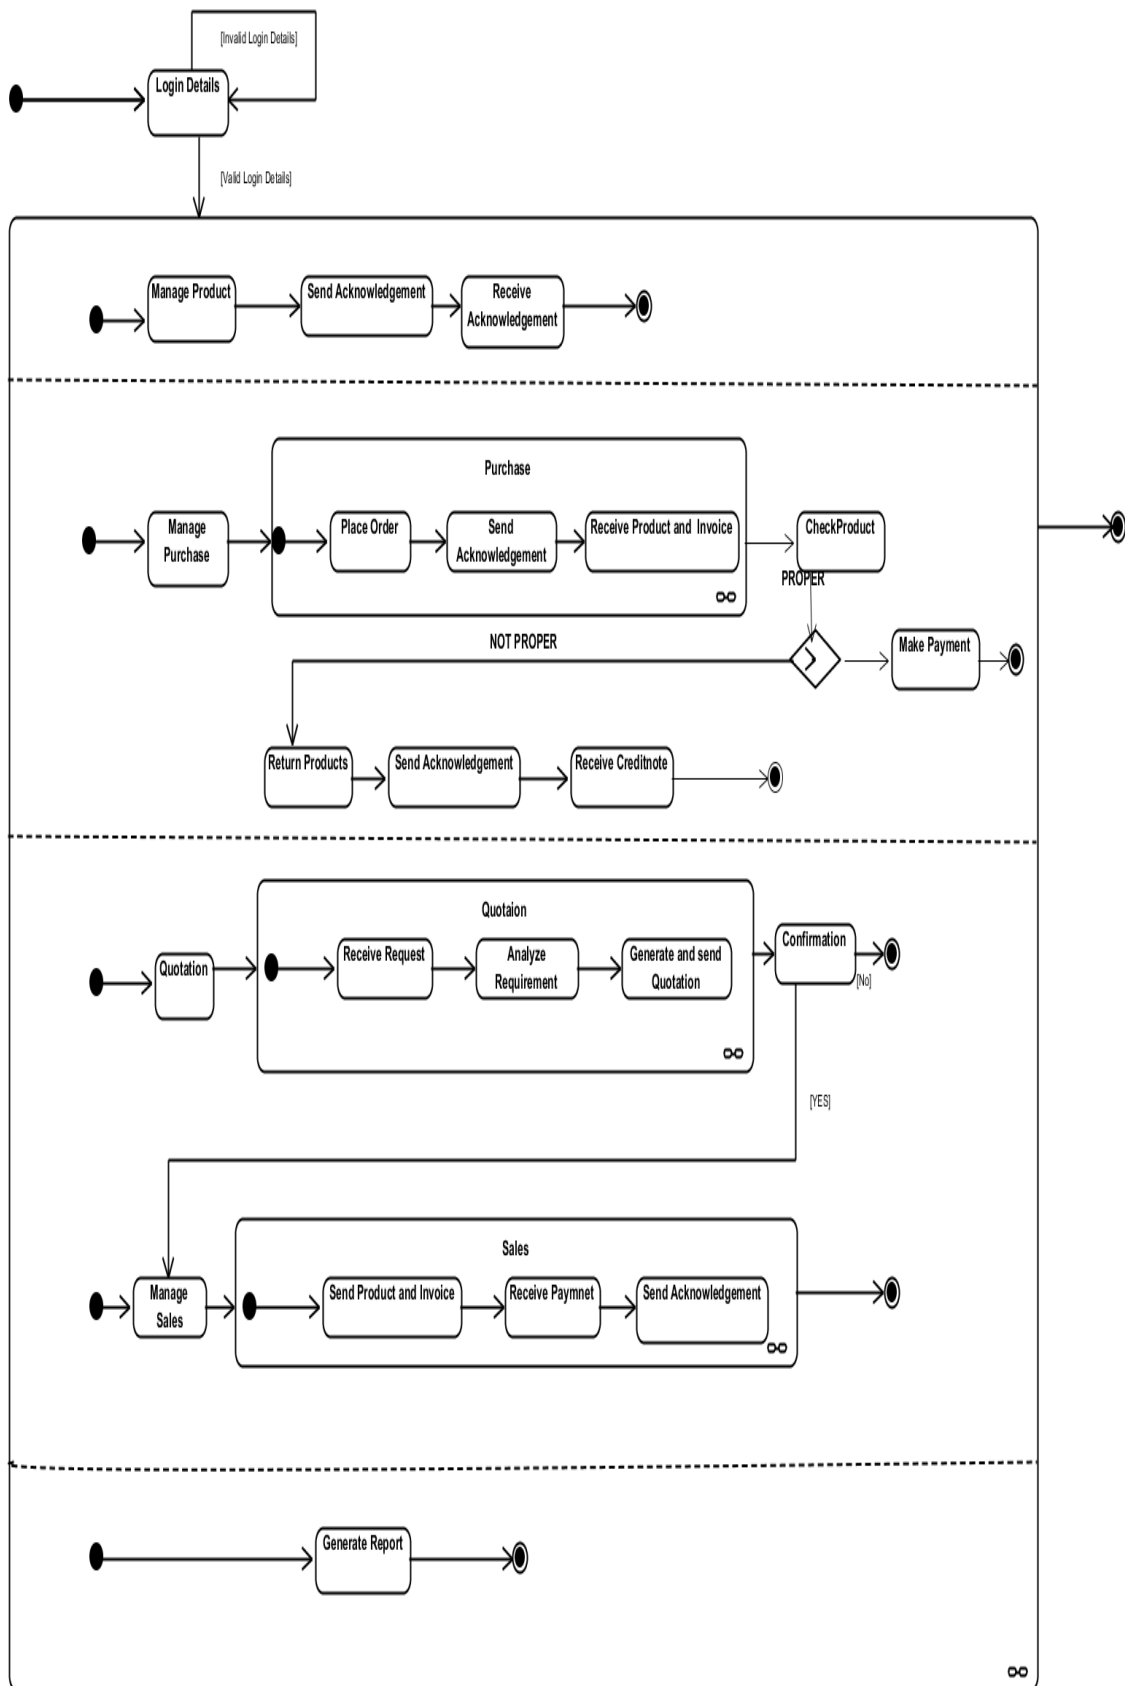 [Invalid Login Details]
Login Details
[Valid Login Details]
Manage Product
Send Acknowledgement
Receive
Acknowledgement
Purchase
Manage
Purchase
Place Order
Send
Acknowledgement
Receive Product and Invoice
CheckProduct
PROPER
NOT PROPER
Make Payment
Return Products
Send Acknowledgement
Receive Creditnote
Quotaion
Quotation
Receive Request
Analyze
Requirement
Generate and send
Quotation
Confirmation
[No]
[YES]
Sales
Manage
Sales
Send Product and Invoice
Receive Paymnet
Send Acknowledgement
Generate Report